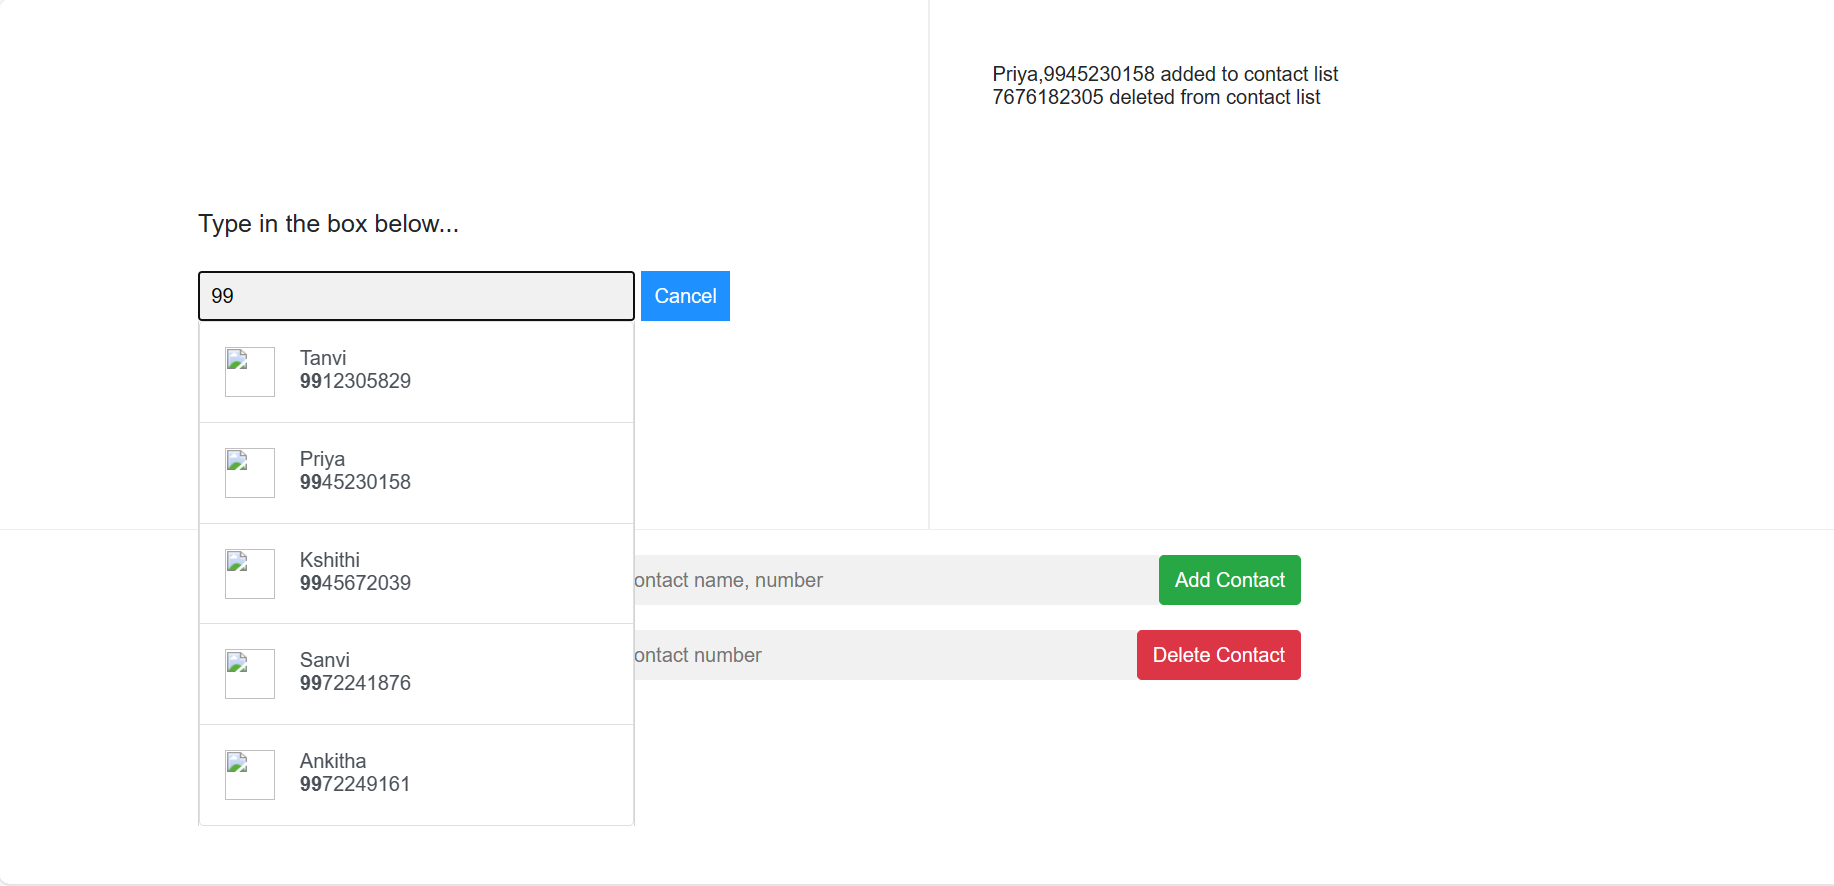 Priya,9945230158 added to contact list
7676182305 deleted from contact list
Type in the box below...
99
Cancel
Tanvi
9912305829
Priya
9945230158
Kshithi
9945672039
ontact name, number
Add Contact
ontact number
Delete Contact
Sanvi
9972241876
Ankitha
9972249161